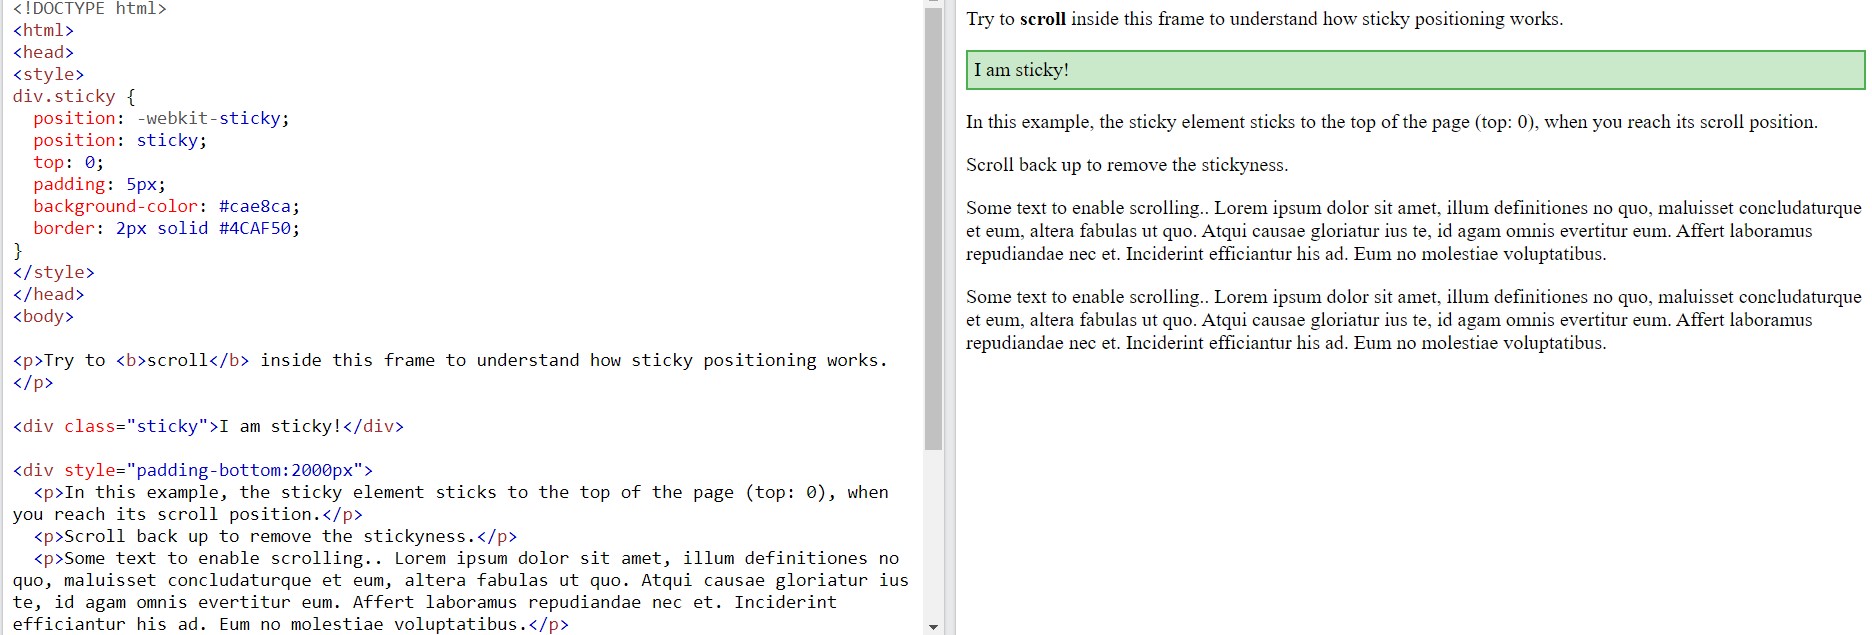 <!DOCTYPE html>
<html>
<head>
<style>
div.sticky {
  position: -webkit-sticky;
  position: sticky;
  top: 0;
  padding: 5px;
  background-color: #cae8ca;
  border: 2px solid #4CAF50;
}
</style>
</head>
<body>
<p>Try to <b>scroll</b> inside this frame to understand how sticky positioning works.
</p>
<div class="sticky">I am sticky!</div>
<div style="padding-bottom:2000px">
  <p>In this example, the sticky element sticks to the top of the page (top: 0), when
you reach its scroll position.</p>
  <p>Scroll back up to remove the stickyness.</p>
  <p>Some text to enable scrolling.. Lorem ipsum dolor sit amet, illum definitiones no
quo, maluisset concludaturque et eum, altera fabulas ut quo. Atqui causae gloriatur ius
te, id agam omnis evertitur eum. Affert laboramus repudiandae nec et. Inciderint
efficiantur his ad. Eum no molestiae voluptatibus.</p>
Try to scroll inside this frame to understand how sticky positioning works.
I am sticky!
In this example, the sticky element sticks to the top of the page (top: 0), when you reach its scroll position.
Scroll back up to remove the stickyness.
Some text to enable scrolling.. Lorem ipsum dolor sit amet, illum definitiones no quo, maluisset concludaturque
et eum, altera fabulas ut quo. Atqui causae gloriatur ius te, id agam omnis evertitur eum. Affert laboramus
repudiandae nec et. Inciderint efficiantur his ad. Eum no molestiae voluptatibus.
Some text to enable scrolling.. Lorem ipsum dolor sit amet, illum definitiones no quo, maluisset concludaturque
et eum, altera fabulas ut quo. Atqui causae gloriatur ius te, id agam omnis evertitur eum. Affert laboramus
repudiandae nec et. Inciderint efficiantur his ad. Eum no molestiae voluptatibus.